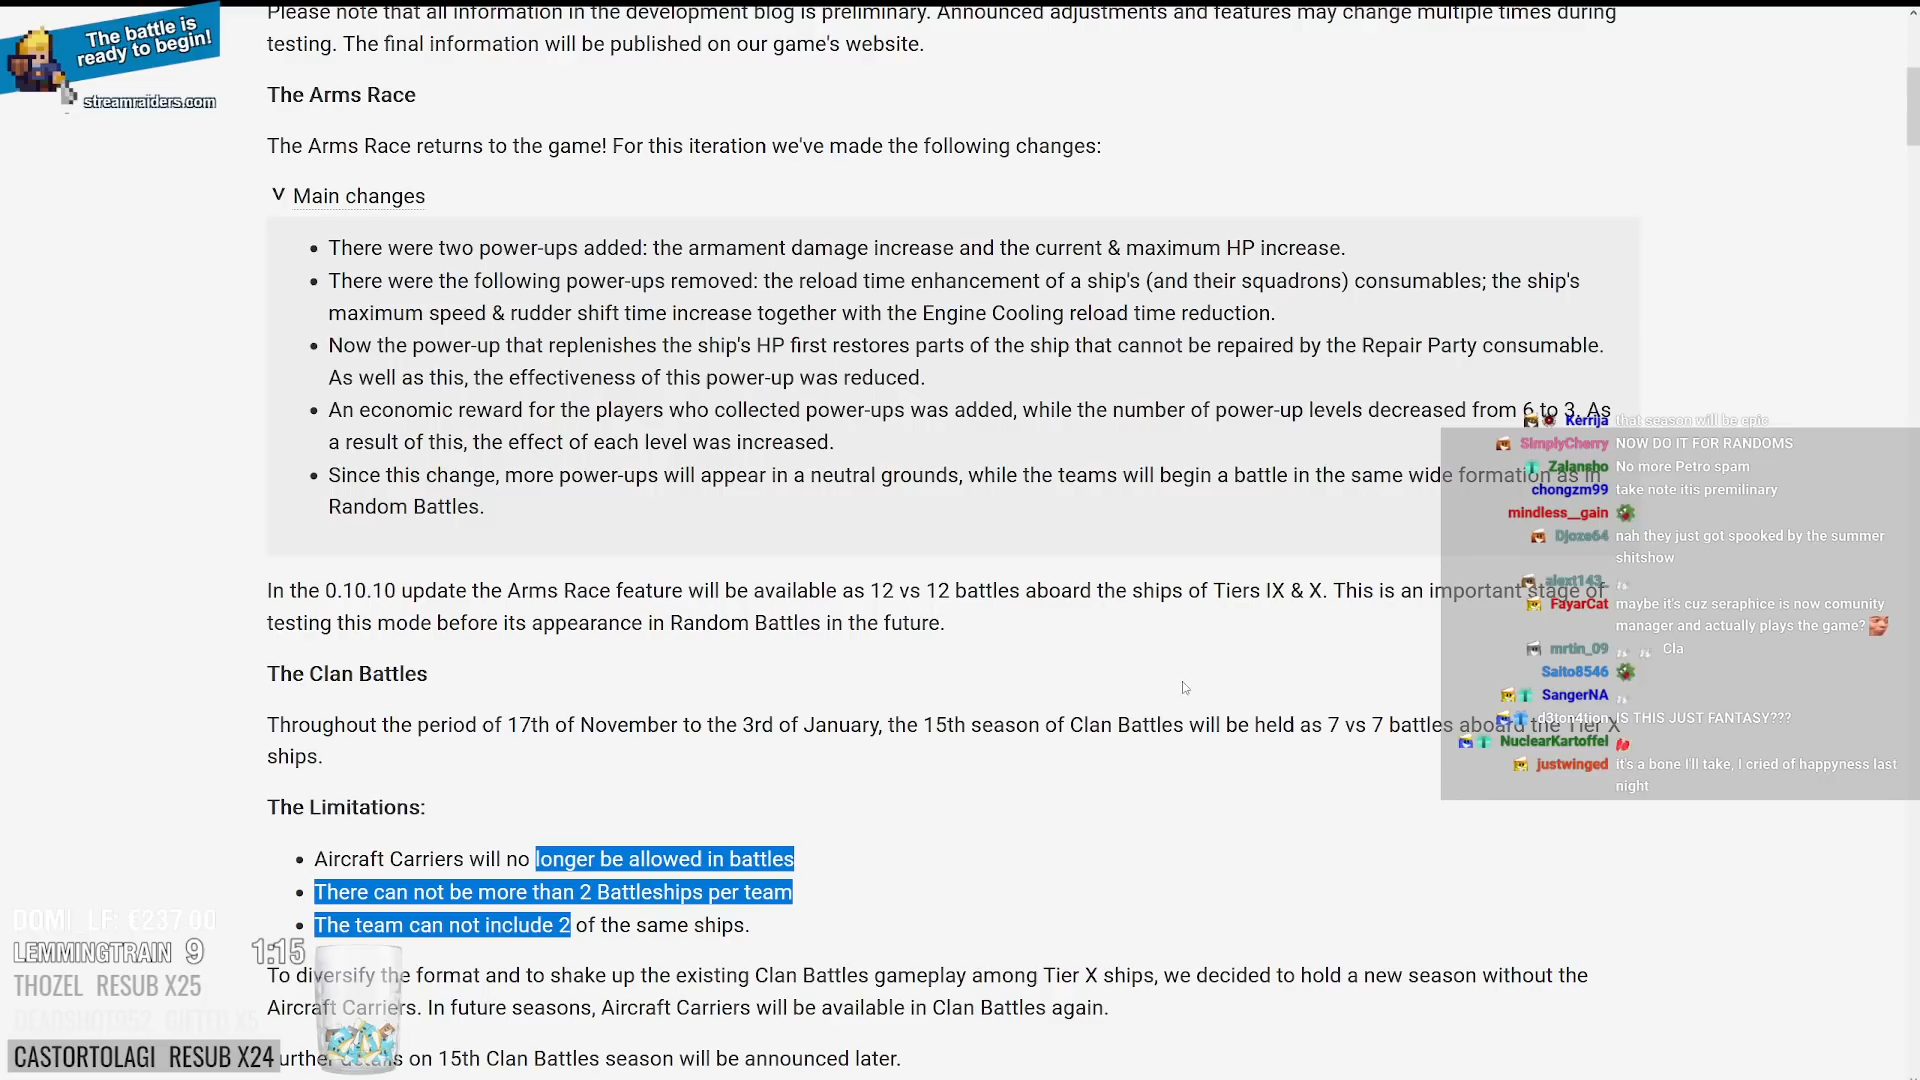 Please note that all information in the development blog is preliminary. Announced adjustments and features may change multiple times during
testing. The final information will be published on our game's website.
The battle is
ready to begin!
streamraiders.com
The Arms Race
The Arms Race returns to the game! For this iteration we've made the following changes:
V Main changes
• There were two power-ups added: the armament damage increase and the current & maximum HP increase.
• There were the following power-ups removed: the reload time enhancement of a ship's (and their squadrons) consumables; the ship's
maximum speed & rudder shift time increase together with the Engine Cooling reload time reduction.
• Now the power-up that replenishes the ship's HP first restores parts of the ship that cannot be repaired by the Repair Party consumable.
As well as this, the effectiveness of this power-up was reduced.
• An economic reward for the players who collected power-ups was added, while the number of power-up levels decreased from 6 to 3. As
a result of this, the effect of each level was increased.
• Since this change, more power-ups will appear in a neutral grounds, while the teams will begin a battle in the same wide formation as in
Random Battles.
In the 0.10.10 update the Arms Race feature will be available as 12 vs 12 battles aboard the ships of Tiers IX & X. This is an important stage of
testing this mode before its appearance in Random Battles in the future.
The Clan Battles
Throughout the period of 17th of November to the 3rd of January, the 15th season of Clan Battles will be held as 7 vs 7 battles aboard the Tier X
ships.
The Limitations:
• Aircraft Carriers will no longer be allowed in battles
• There can not be more than 2 Battleships per team
• The team can not include 2 of the same ships.
To diversify the format and to shake up the existing Clan Battles gameplay among Tier X ships, we decided to hold a new season without the
Aircraft Carriers. In future seasons, Aircraft Carriers will be available in Clan Battles again.
Further details on 15th Clan Battles season will be announced later.
Kerrija that season will be epic
SimplyCherry NOW DO IT FOR RANDOMS
Zalansho No more Petro spam
chongzm99 take note itis premilinary
mindless__gain
Djoze64 nah they just got spooked by the summer
shitshow
alext143_
FayarCat maybe it's cuz seraphice is now comunity
manager and actually plays the game?
mrtin_09 Cla
Saito8546
SangerNA
d3ton4tion IS THIS JUST FANTASY???
NuclearKartoffel
justwinged it's a bone I'll take, I cried of happyness last
night
DOMI_LF: €237.00
LEMMINGTRAIN 9 1:15
THOZEL RESUB X25
DEADSHOT952 GIFTED X5
CASTORTOLAGI RESUB X24